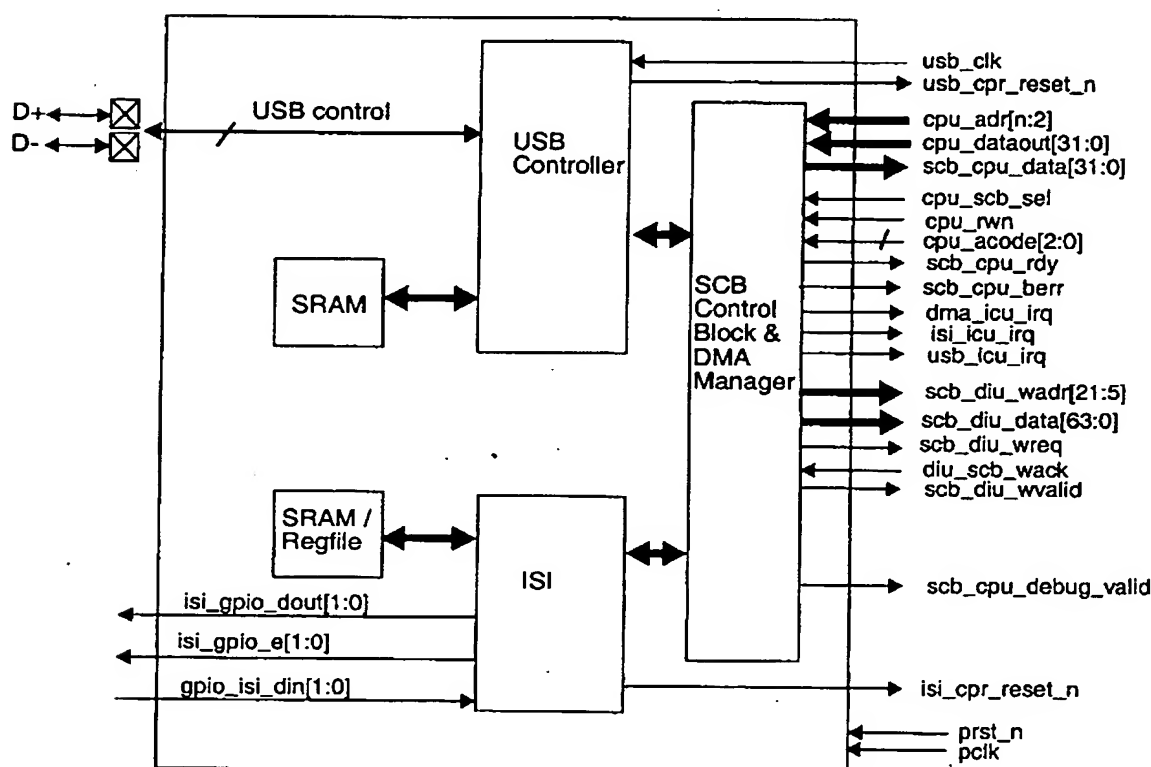 usb_clk
usb_cpr_reset_n
D+
D-
USB control
USB
Controller
cpu_adr[n:2]
cpu_dataout[31:0]
scb_cpu_data[31:0]
cpu_scb_sel
cpu_rwn
cpu_acode[2:0]
scb_cpu_rdy
scb_cpu_berr
dma_icu_irq
isi_icu_irq
usb_icu_irq
SRAM
SCB
Control
Block &
DMA
Manager
scb_diu_wadr[21:5]
scb_diu_data[63:0]
scb_diu_wreq
diu_scb_wack
scb_diu_wvalid
SRAM /
Regfile
ISI
scb_cpu_debug_valid
isi_gpio_dout[1:0]
isi_gpio_e[1:0]
gpio_isi_din[1:0]
isi_cpr_reset_n
prst_n
pclk